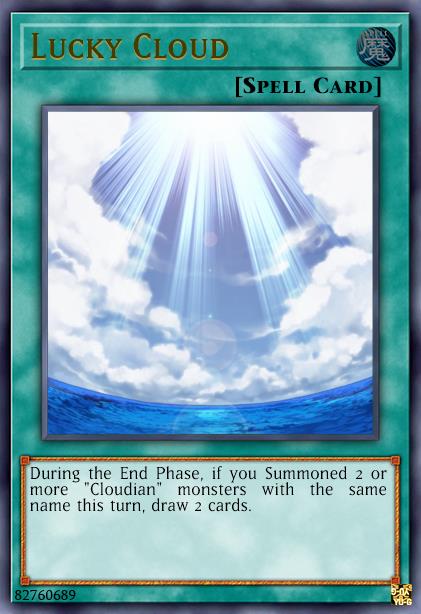 Lucky Cloud
魔
[Spell Card]
During the End Phase, if you Summoned 2 or
more "Cloudian" monsters with the same
name this turn, draw 2 cards.
82760689